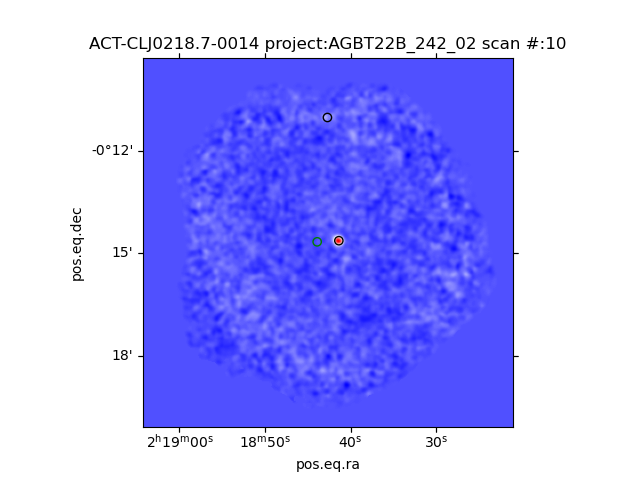 ACT-CLJ0218.7-0014 project:AGBT22B_242_02 scan #:10
-0°12'
15'
18'
pos.eq.dec
2ʰ19ᵐ00ˢ 18ᵐ50ˢ 40ˢ 30ˢ
pos.eq.ra